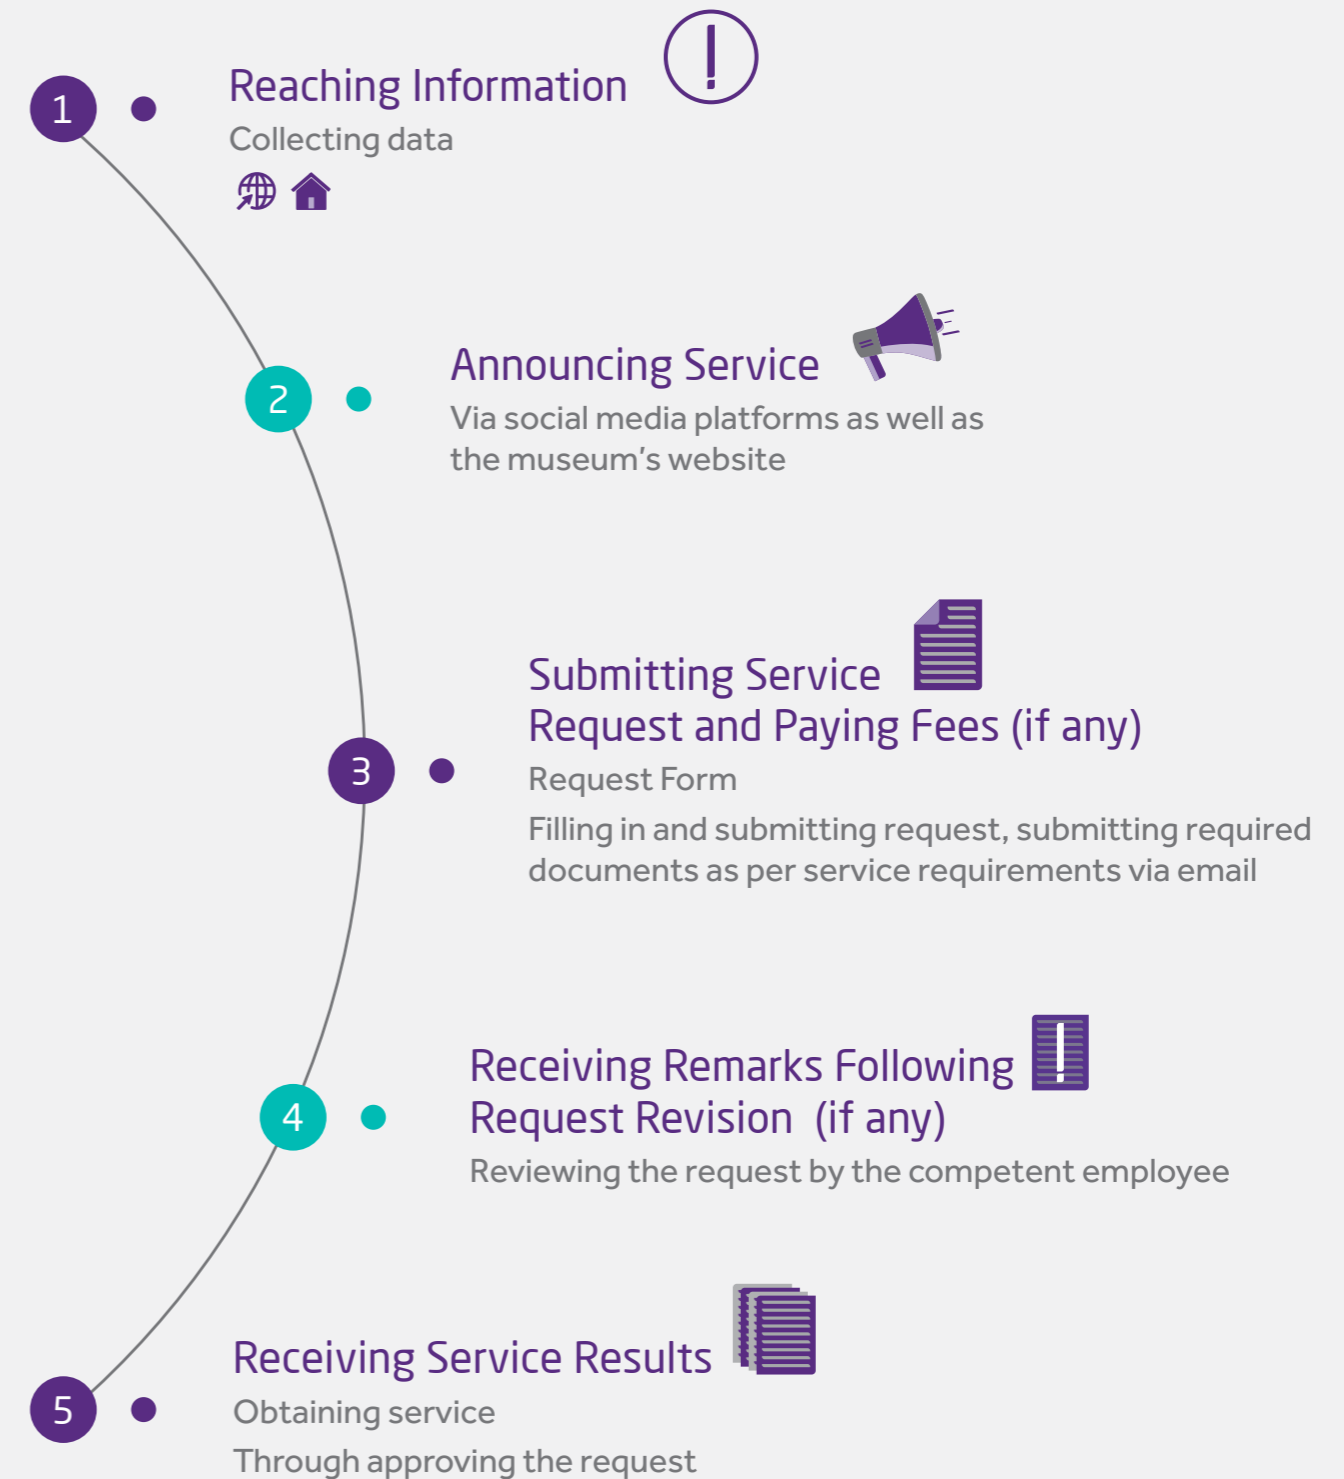 1
Reaching Information
Collecting data
2
Announcing Service
Via social media platforms as well as
the museum's website
3
Submitting Service
Request and Paying Fees (if any)
Request Form
Filling in and submitting request, submitting required
documents as per service requirements via email
4
Receiving Remarks Following
Request Revision (if any)
Reviewing the request by the competent employee
5
Receiving Service Results
Obtaining service
Through approving the request